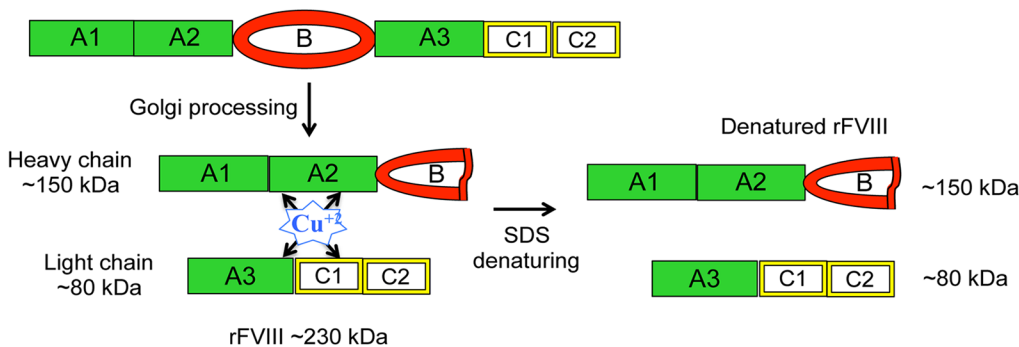 A1 A2 B A3 C1 C2
Golgi processing
Denatured rFVIII
Heavy chain
~150 kDa
A1 A2 B
A1 A2 B
~150 kDa
Cu+2
SDS
denaturing
Light chain
~80 kDa
A3 C1 C2
A3 C1 C2
~80 kDa
rFVIII ~230 kDa